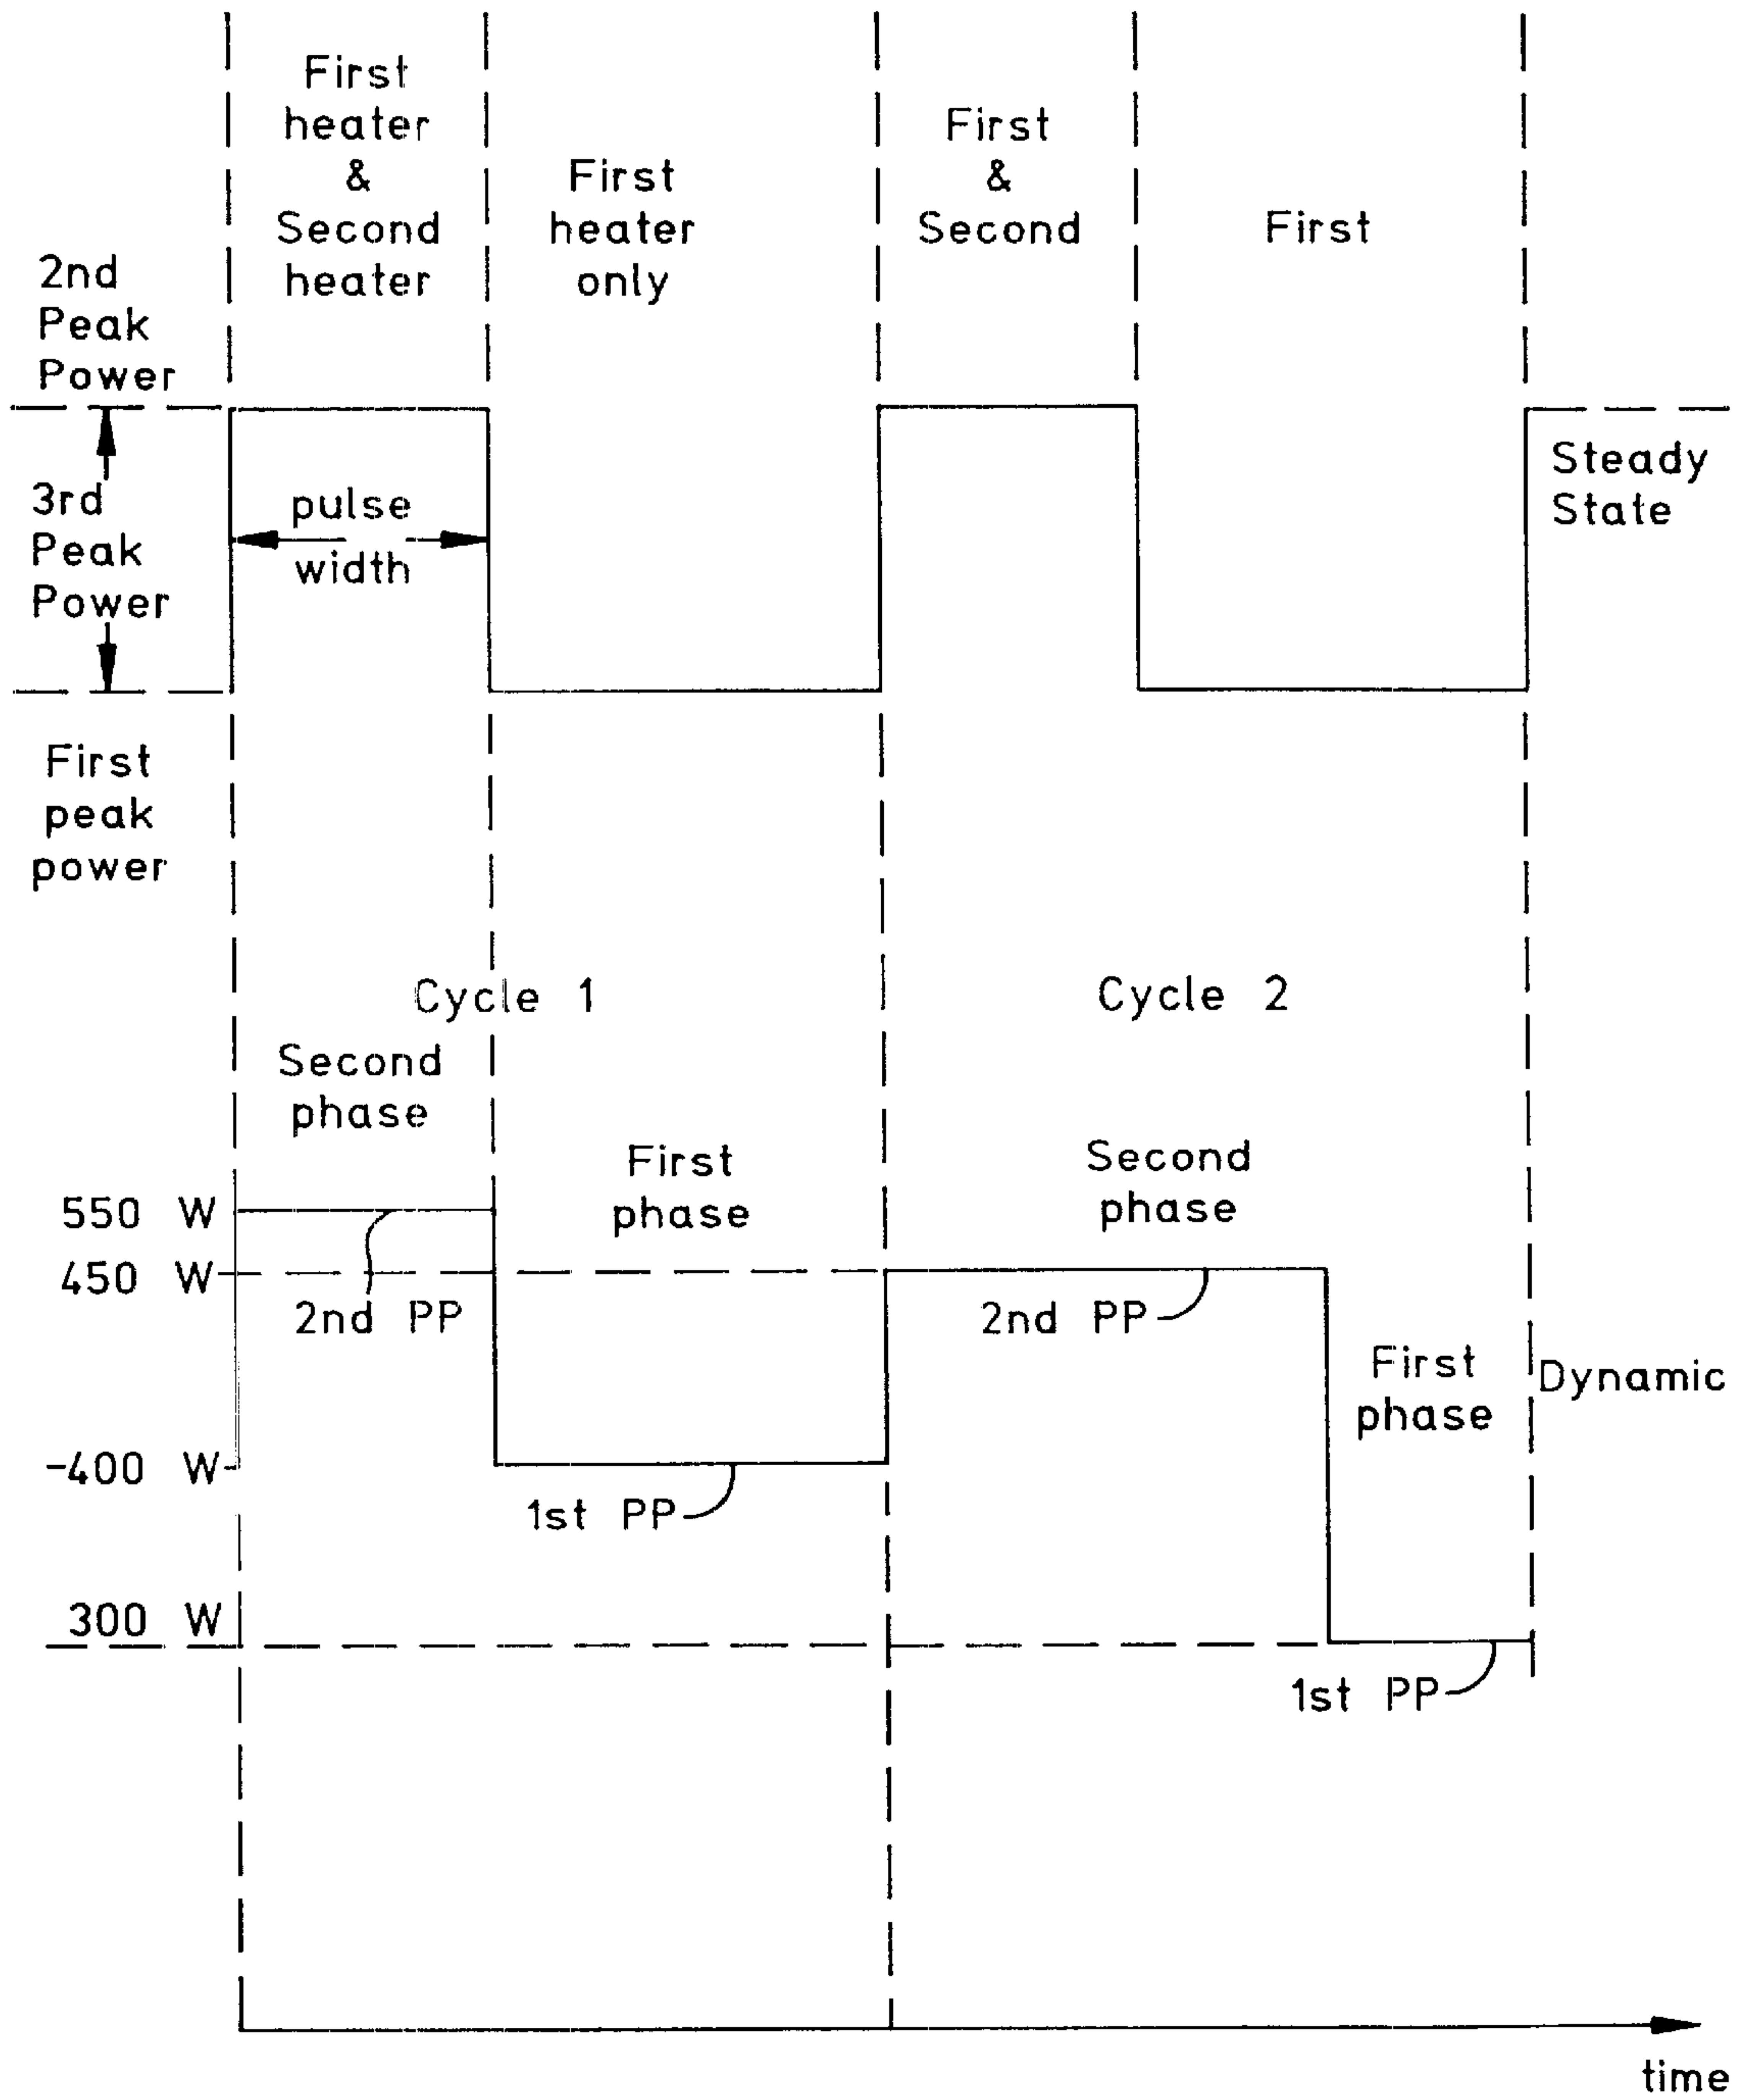 First
heater
&
Second
heater
First
heater
only
First
&
Second
First
2nd
Peak
Power
3rd
Peak
Power
pulse
width
Steady
State
First
peak
power
Cycle 1
Cycle 2
Second
phase
First
phase
Second
phase
550 W
450 W
2nd PP
2nd PP
First
phase
Dynamic
-400 W
1st PP
300 W
1st PP
time